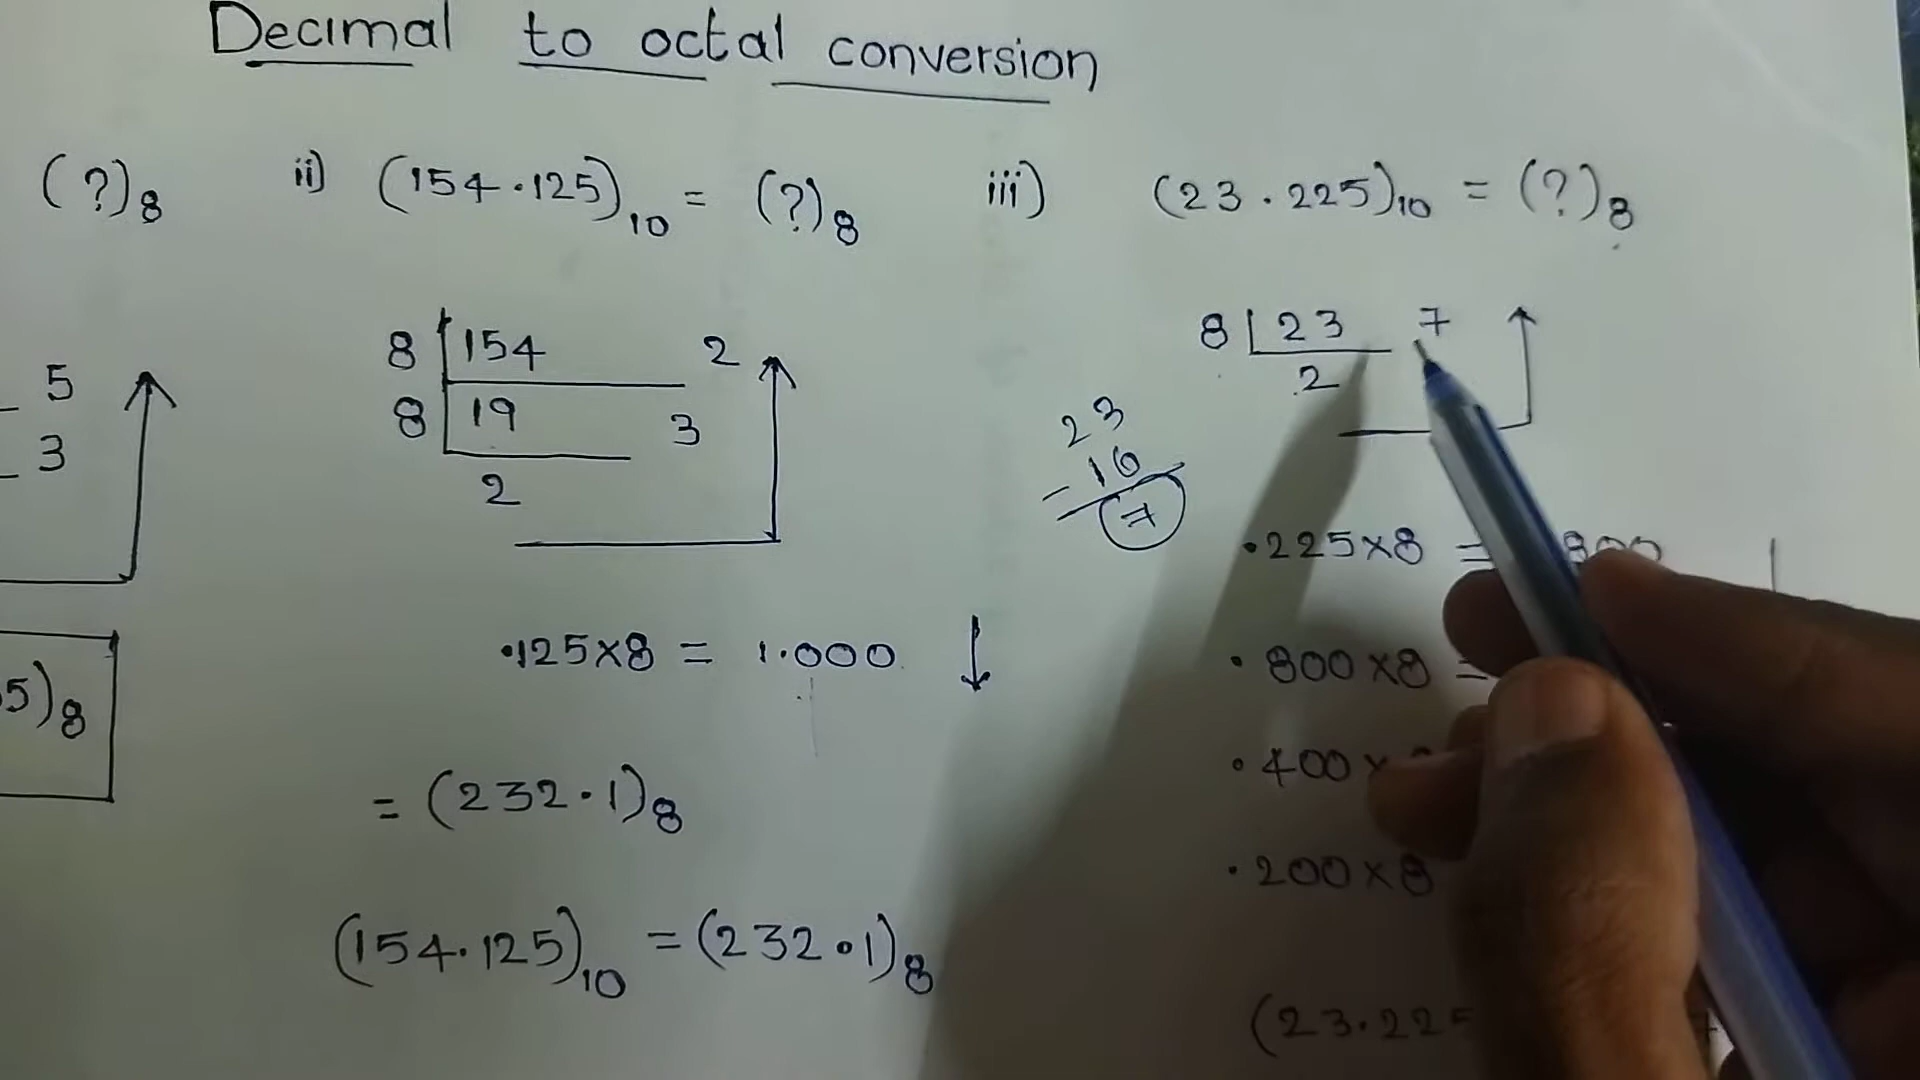 Decimal to octal conversion
(?)8
ii) (154.125)10 = (?)8
iii) (23.225)10 = (?)8
5
3
5)8
8 154 2
8 19 3
2
.125×8 = 1.000
= (232.1)8
(154.125)10 = (232.1)8
8 23 7
2
23
- 16
7
.225×8 = 800
.800×8 =
.400×
.200×8
(23.225